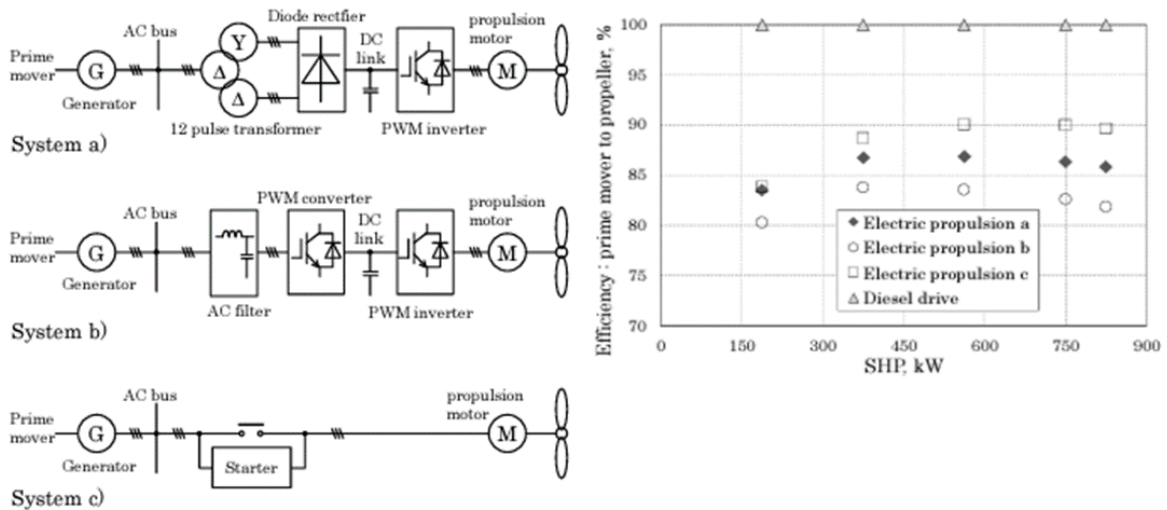 Diode rectfier
AC bus
DC
link
propulsion
motor
Prime
mover
G
Y
Δ
Δ
M
Generator
12 pulse transformer
PWM inverter
System a)
PWM converter
AC bus
DC
link
propulsion
motor
Prime
mover
G
M
Generator
AC filter
PWM inverter
System b)
AC bus
propulsion
motor
Prime
mover
G
M
Generator
Starter
System c)
Efficiency : prime mover to propeller, %
100
95
90
85
80
75
70
Electric propulsion a
Electric propulsion b
Electric propulsion c
Diesel drive
0 150 300 450 600 750 900
SHP, kW